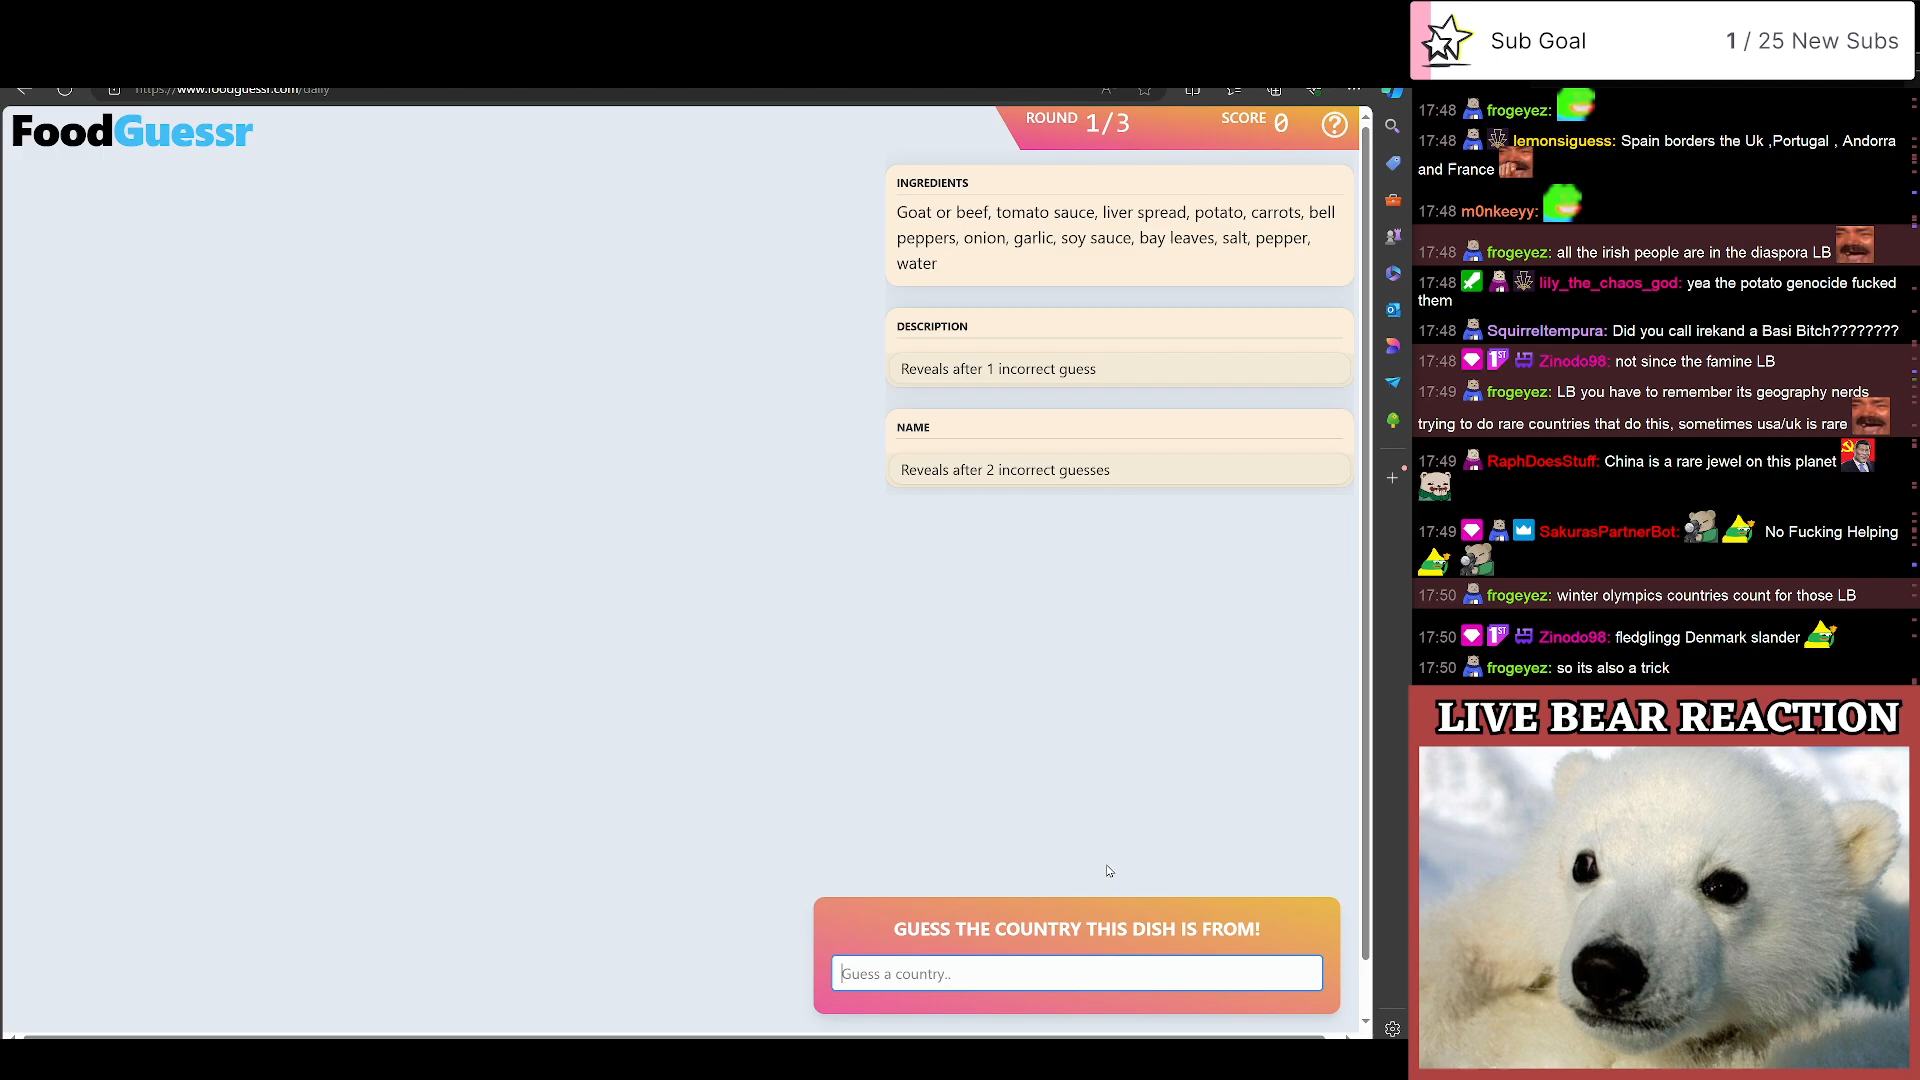 Sub Goal 1 / 25 New Subs
https://www.foodguessr.com/daily
FoodGuessr
ROUND 1/3 SCORE 0
INGREDIENTS
Goat or beef, tomato sauce, liver spread, potato, carrots, bell
peppers, onion, garlic, soy sauce, bay leaves, salt, pepper,
water
DESCRIPTION
Reveals after 1 incorrect guess
NAME
Reveals after 2 incorrect guesses
GUESS THE COUNTRY THIS DISH IS FROM!
Guess a country..
17:48 frogeyez:
17:48 lemonsiguess: Spain borders the Uk ,Portugal , Andorra
and France
17:48 m0nkeeyy:
17:48 frogeyez: all the irish people are in the diaspora LB
17:48 lily_the_chaos_god: yea the potato genocide fucked
them
17:48 Squirreltempura: Did you call irekand a Basi Bitch????????
17:48 1ST Zinodo98: not since the famine LB
17:49 frogeyez: LB you have to remember its geography nerds
trying to do rare countries that do this, sometimes usa/uk is rare
17:49 RaphDoesStuff: China is a rare jewel on this planet
17:49 SakurasPartnerBot: No Fucking Helping
17:50 frogeyez: winter olympics countries count for those LB
17:50 1ST Zinodo98: fledglingg Denmark slander
17:50 frogeyez: so its also a trick
LIVE BEAR REACTION